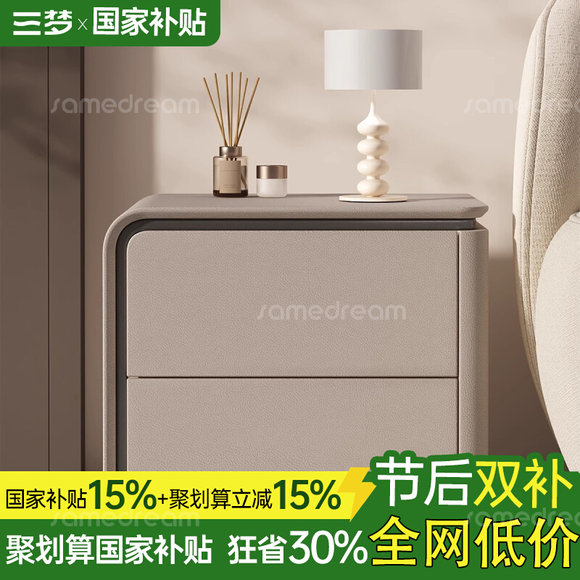 三梦×国家补贴
samedream
samedream
国家补贴15%+聚划算立减15%
节后双补
samedream
聚划算国家补贴 狂省30%
全网低价